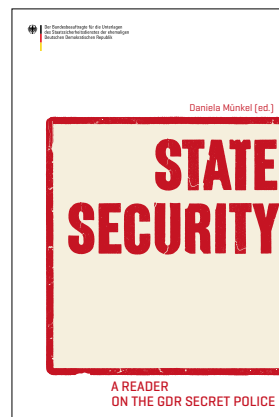 Der Bundesbeauftragte für die Unterlagen
des Staatssicherheitsdienstes der ehemaligen
Deutschen Demokratischen Republik
Daniela Münkel [ed.]
STATE
SECURITY
A READER
ON THE GDR SECRET POLICE